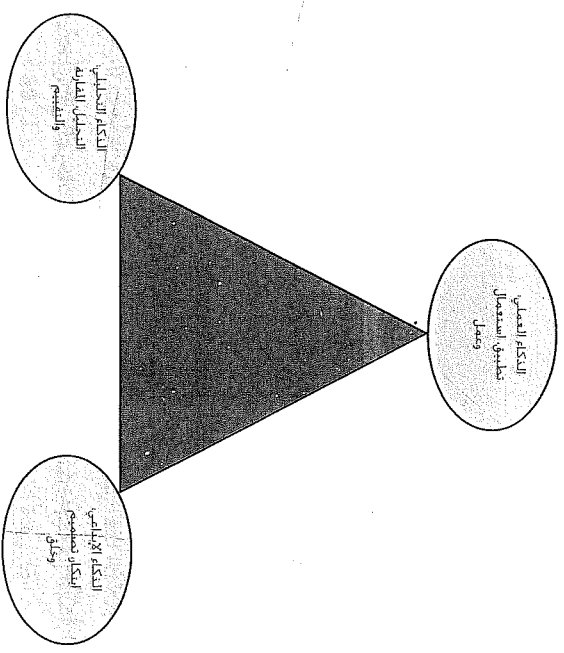 الذكاء العملي:
تطبيق، استعمال
وعمل
الذكاء الإبداعي:
ابتكار، تصميم
وخلق
الذكاء التحليلي:
التحليل، المقارنة
والتقييم